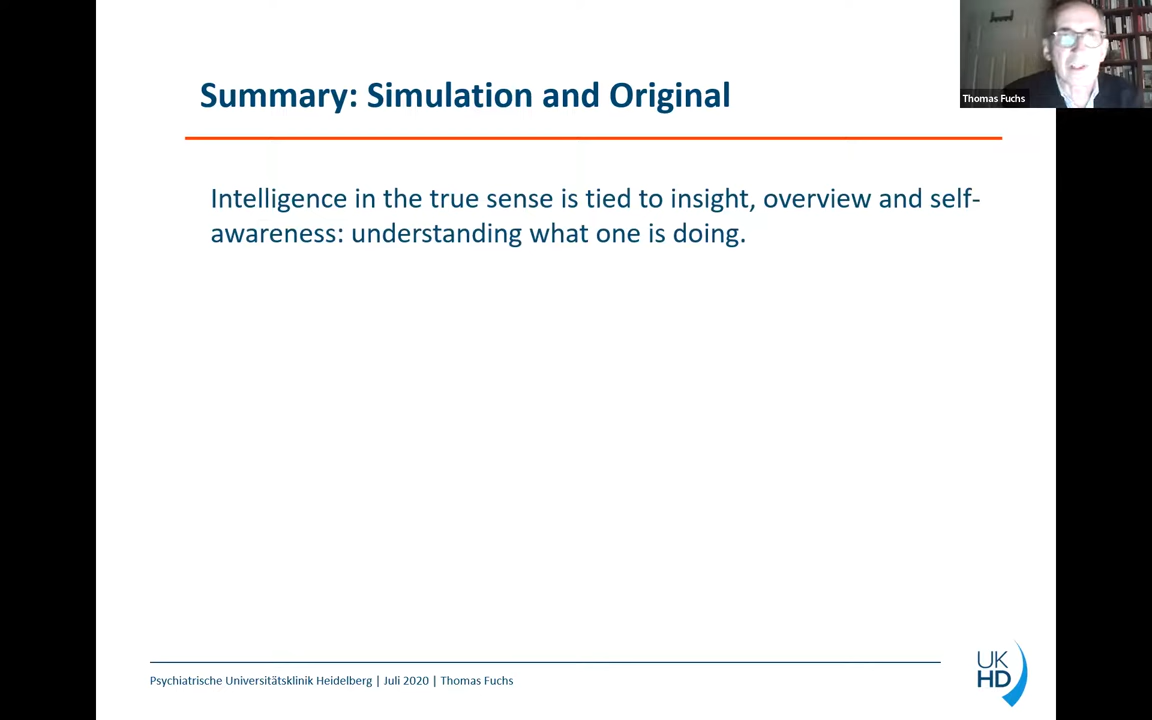 Thomas Fuchs
Summary: Simulation and Original
Intelligence in the true sense is tied to insight, overview and self-
awareness: understanding what one is doing.
Psychiatrische Universitätsklinik Heidelberg | Juli 2020 | Thomas Fuchs
UK
HD